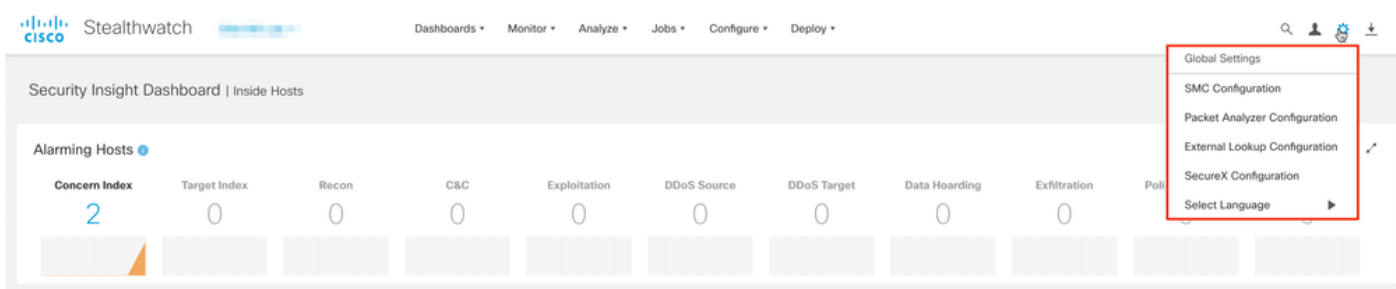 Stealthwatch
CISCO
Dashboards Monitor Analyze Jobs Configure Deploy
Global Settings
SMC Configuration
Packet Analyzer Configuration
External Lookup Configuration
SecureX Configuration
Select Language
Security Insight Dashboard | Inside Hosts
Alarming Hosts
Concern Index Target Index Recon C&C Exploitation DDoS Source DDoS Target Data Hoarding Exfiltration
2 0 0 0 0 0 0 0 0